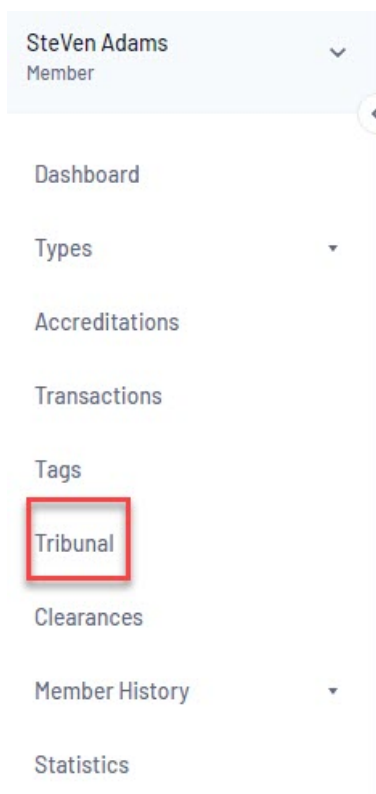 SteVen Adams
Member
Dashboard
Types
Accreditations
Transactions
Tags
Tribunal
Clearances
Member History
Statistics